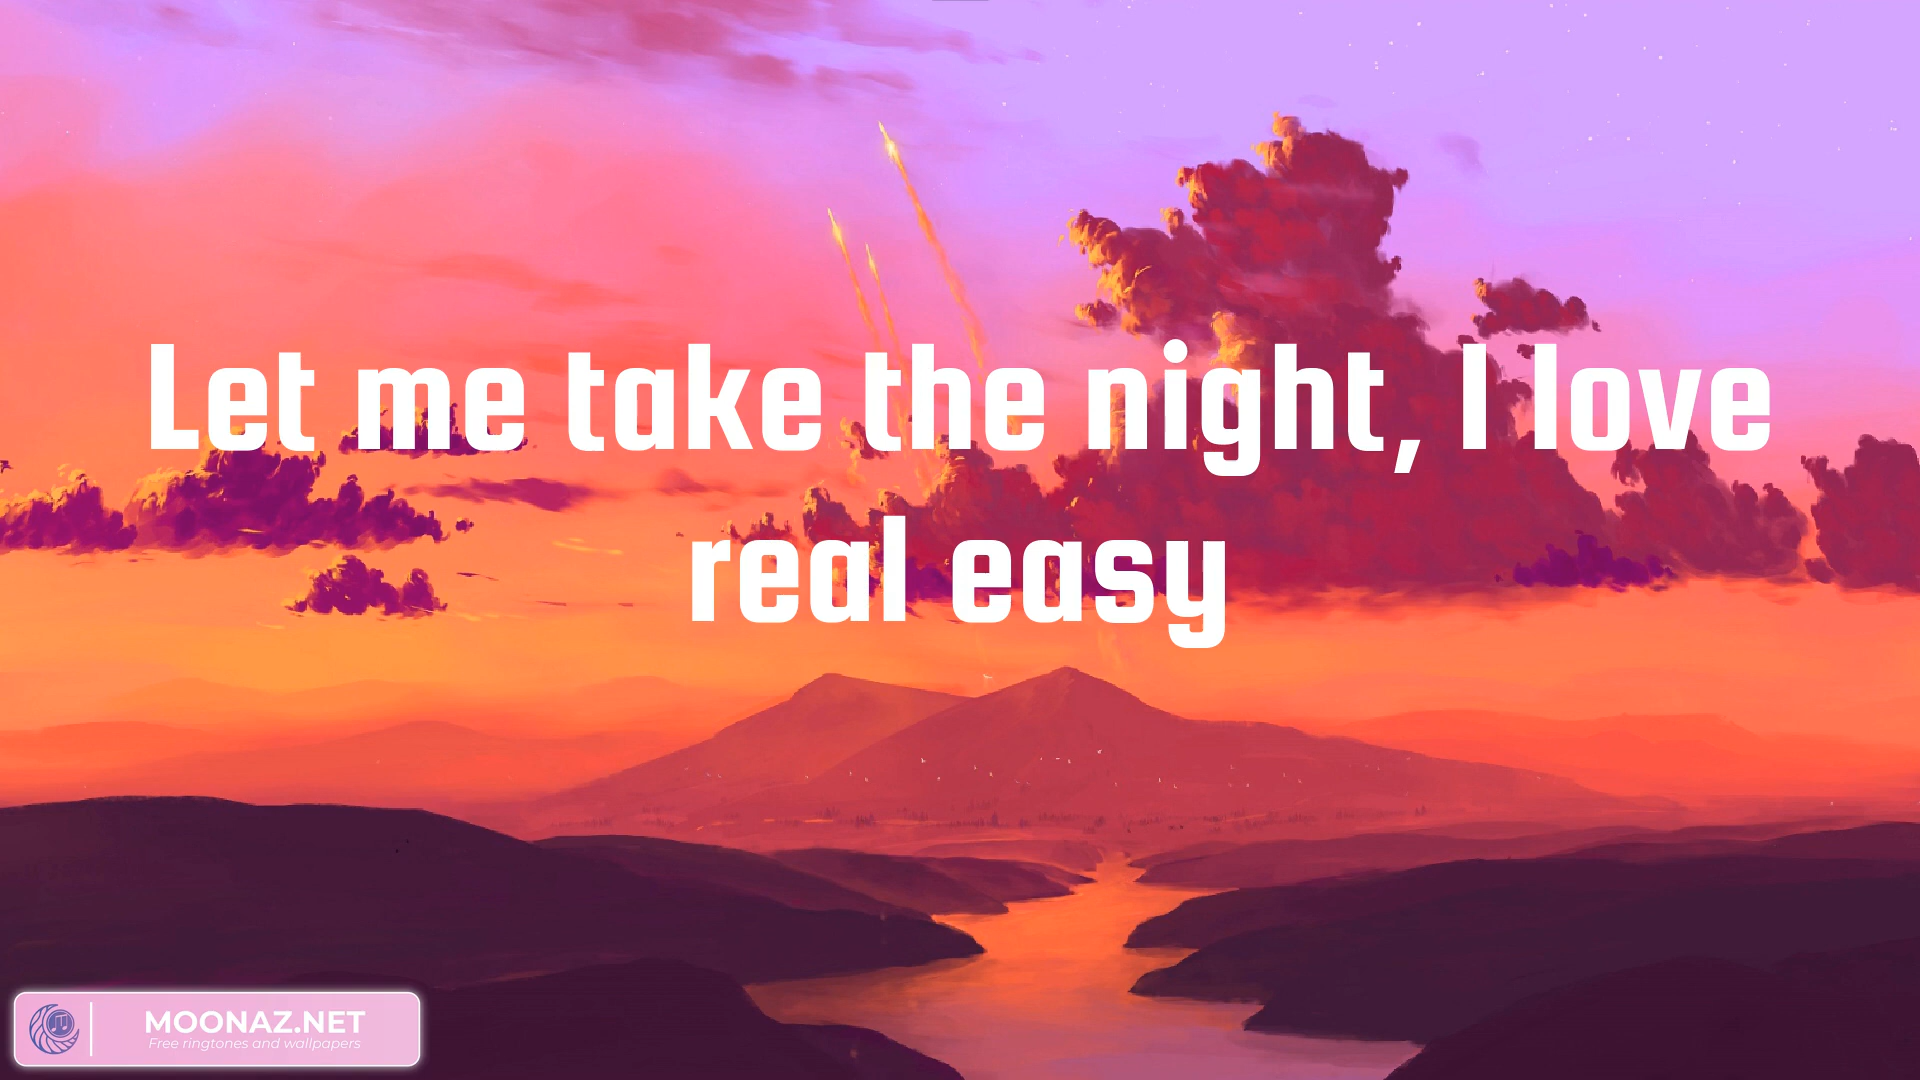 Let me take the night, I love
real easy
MOONAZ.NET
Free ringtones and wallpapers